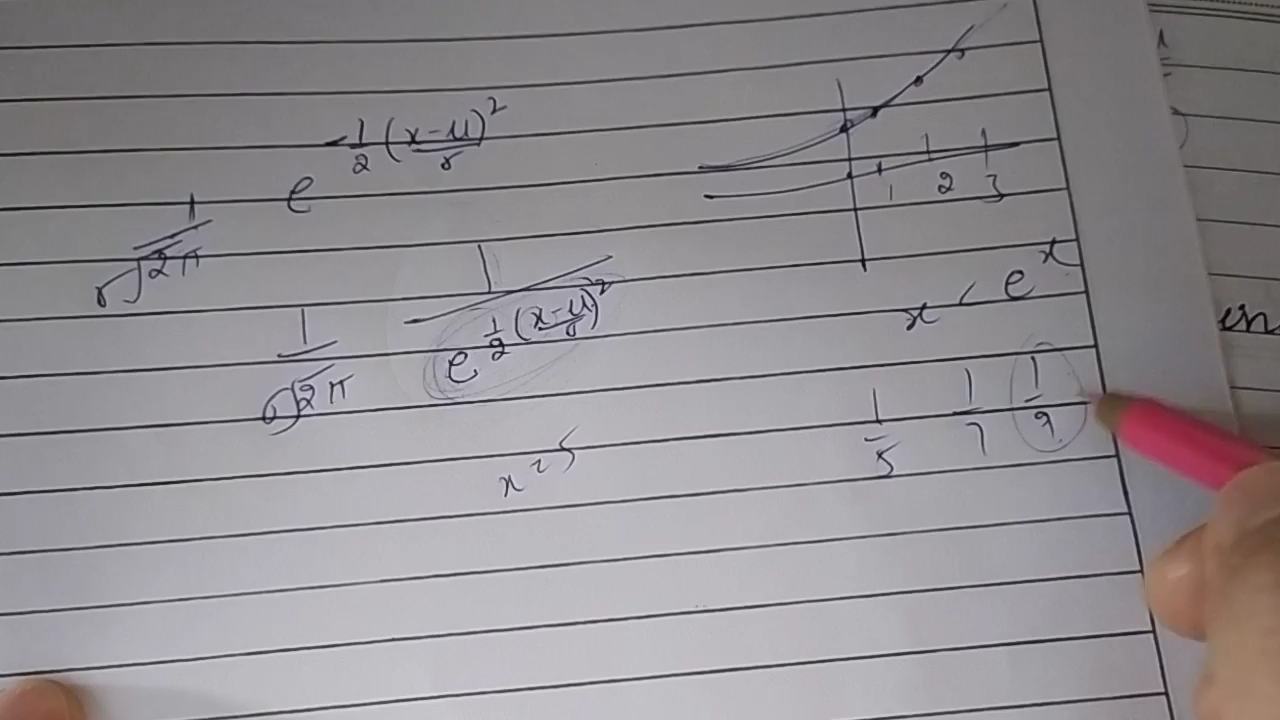 1/(σ√2π) e^(-1/2 ((x-μ)/σ)^2)
1 2 3
1/(σ√2π) 1/(e^(1/2 ((x-μ)/σ)^2))
x < e^x
1/5 1/7 1/9
en